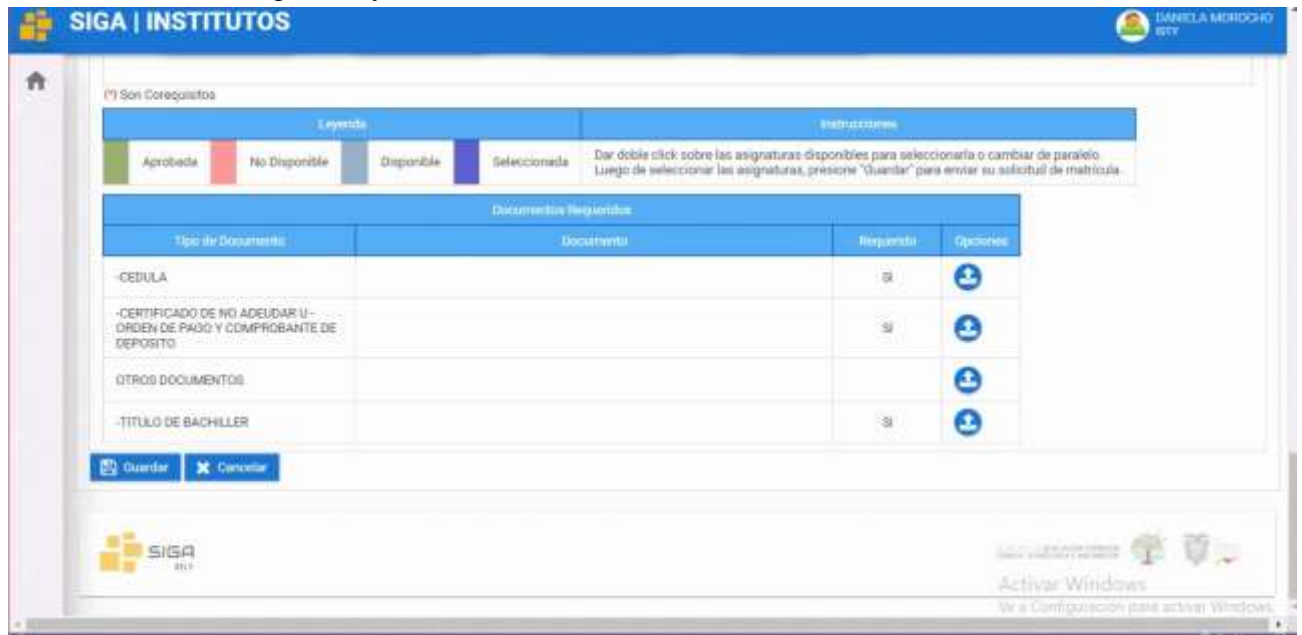 SIGA | INSTITUTOS
DANIELA MOROCHO
ISTY
(*) Son Corequisitos
Leyenda
Instrucciones
Aprobada
No Disponible
Disponible
Seleccionada
Dar doble click sobre las asignaturas disponibles para seleccionarla o cambiar de paralelo.
Luego de seleccionar las asignaturas, presione "Guardar" para enviar su solicitud de matrícula.
Documentos Requeridos
Tipo de Documento
Documento
Requerido
Opciones
-CEDULA
SI
-CERTIFICADO DE NO ADEUDAR U -
ORDEN DE PAGO Y COMPROBANTE DE
DEPOSITO
SI
OTROS DOCUMENTOS
-TITULO DE BACHILLER
SI
Guardar
Cancelar
SIGA
Activar Windows
Ve a Configuración para activar Windows.